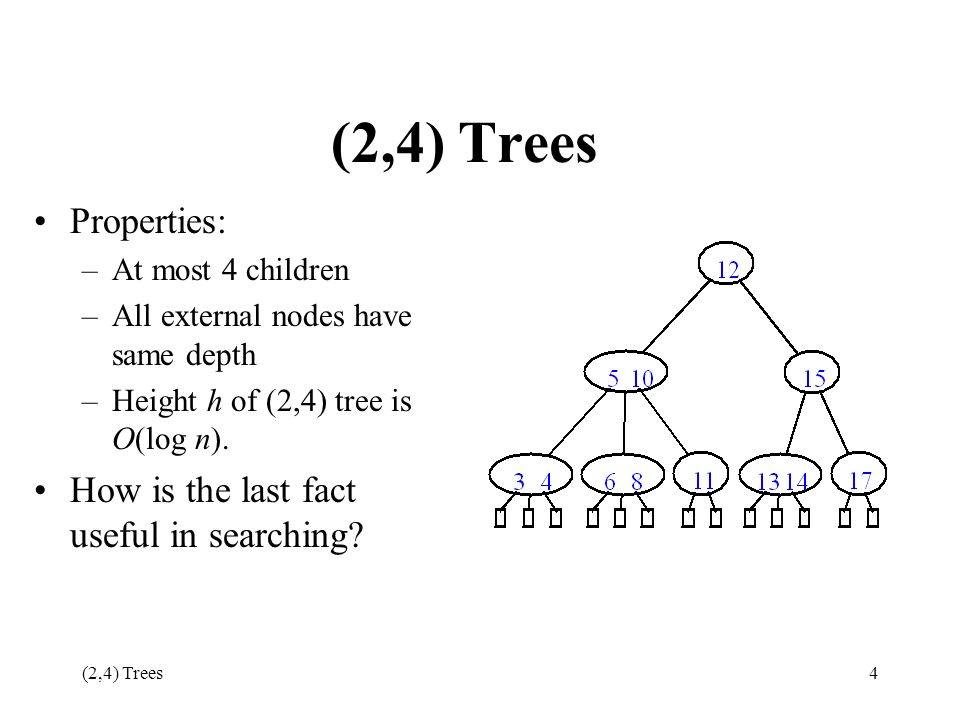 (2,4) Trees
• Properties:
– At most 4 children
– All external nodes have
same depth
– Height h of (2,4) tree is
O(log n).
• How is the last fact
useful in searching?
12
5 10
15
3 4
6 8
11
13 14
17
(2,4) Trees
4